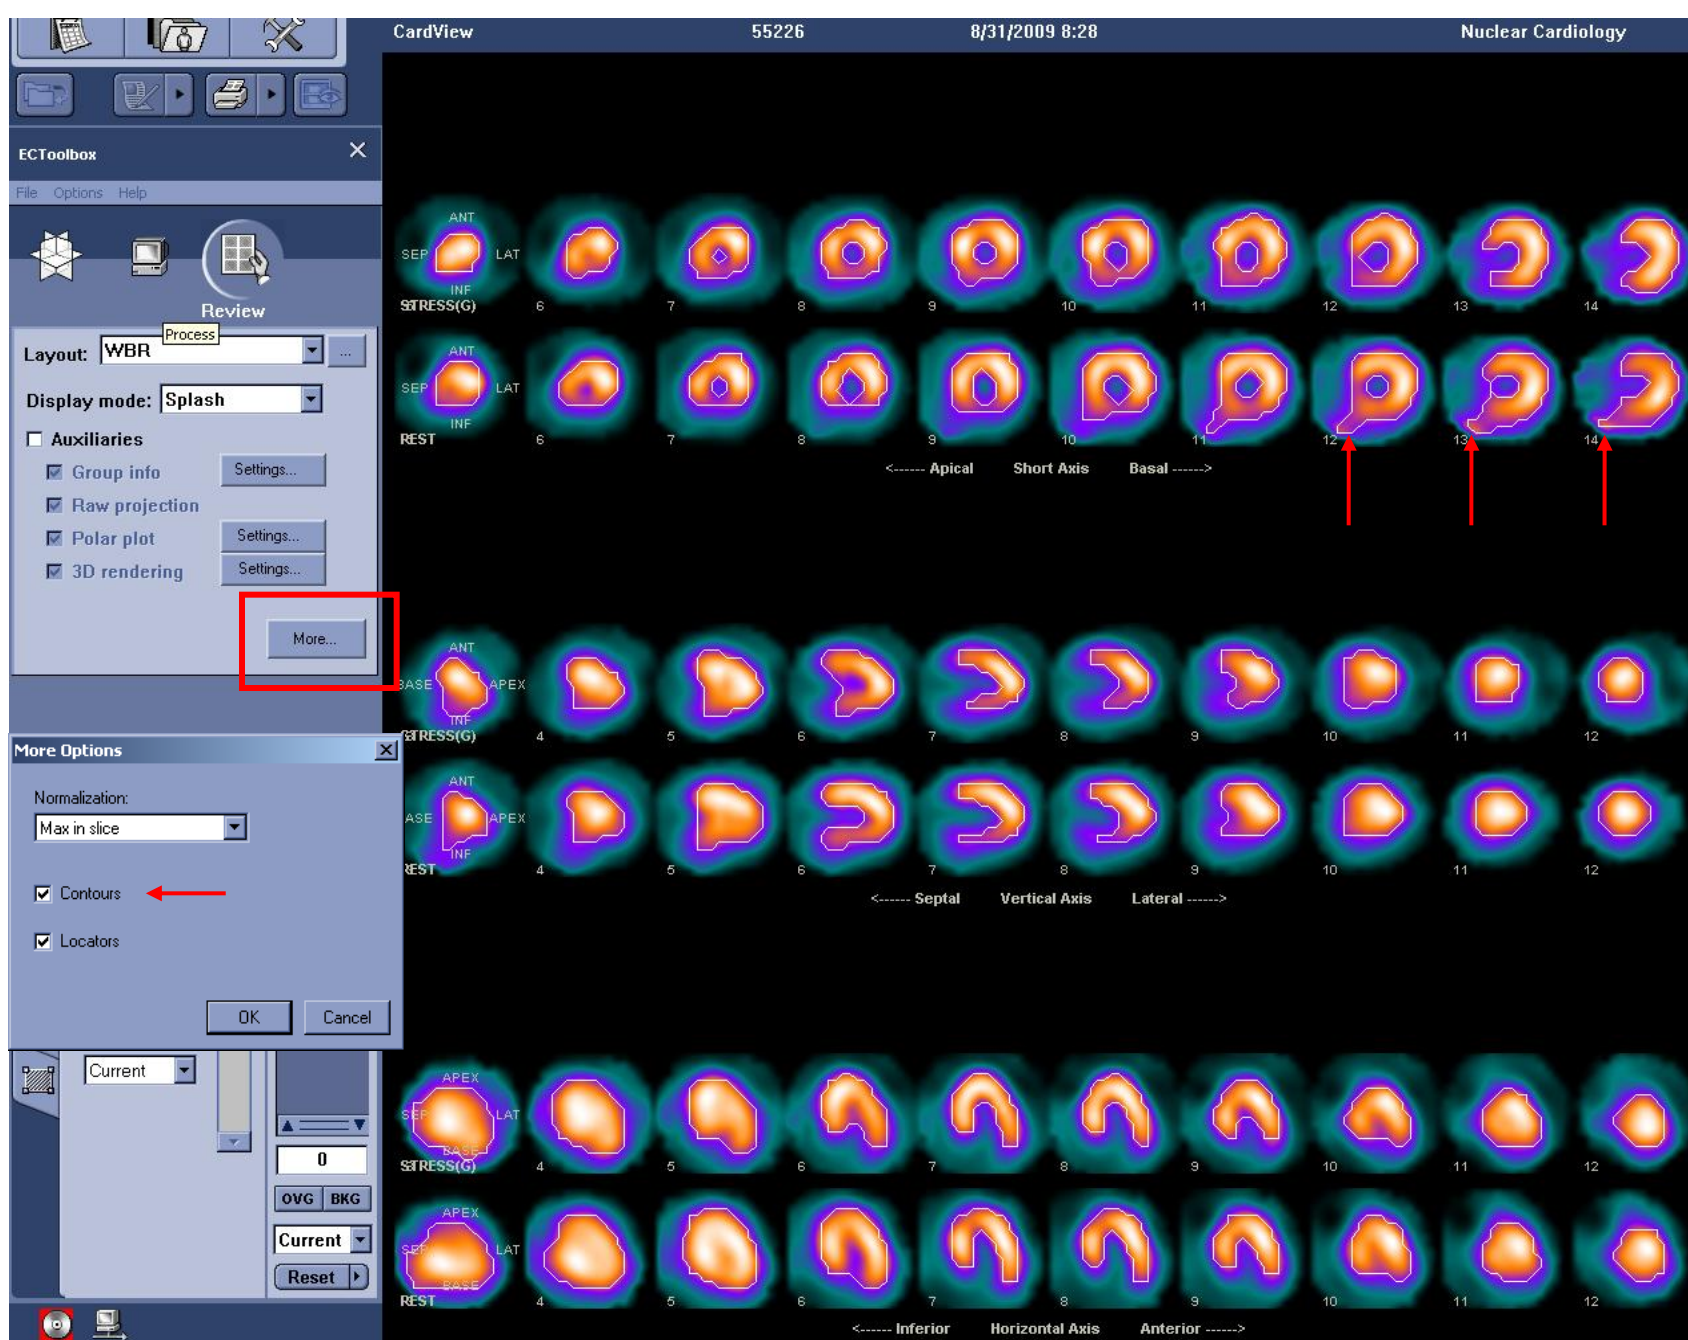 CardView 55226 8/31/2009 8:28 Nuclear Cardiology
ECToolbox
File Options Help
Review
Process
Layout: WBR ...
Display mode: Splash
Auxiliaries
Group info Settings...
Raw projection
Polar plot Settings...
3D rendering Settings...
More...
More Options
Normalization:
Max in slice
Contours
Locators
OK Cancel
Current
0
OVG BKG
Current
Reset
ANT
SEP LAT
INF
STRESS(G) 6 7 8 9 10 11 12 13 14
ANT
SEP LAT
INF
REST 6 7 8 9 10 11 12 13 14
<------ Apical Short Axis Basal ------>
ANT
BASE APEX
INF
STRESS(G) 4 5 6 7 8 9 10 11 12
ANT
ASE APEX
INF
REST 4 5 6 7 8 9 10 11 12
<------ Septal Vertical Axis Lateral ------>
APEX
SEP LAT
BASE
STRESS(G) 4 5 6 7 8 9 10 11 12
APEX
SEP LAT
BASE
REST 4 5 6 7 8 9 10 11 12
<------ Inferior Horizontal Axis Anterior ------>